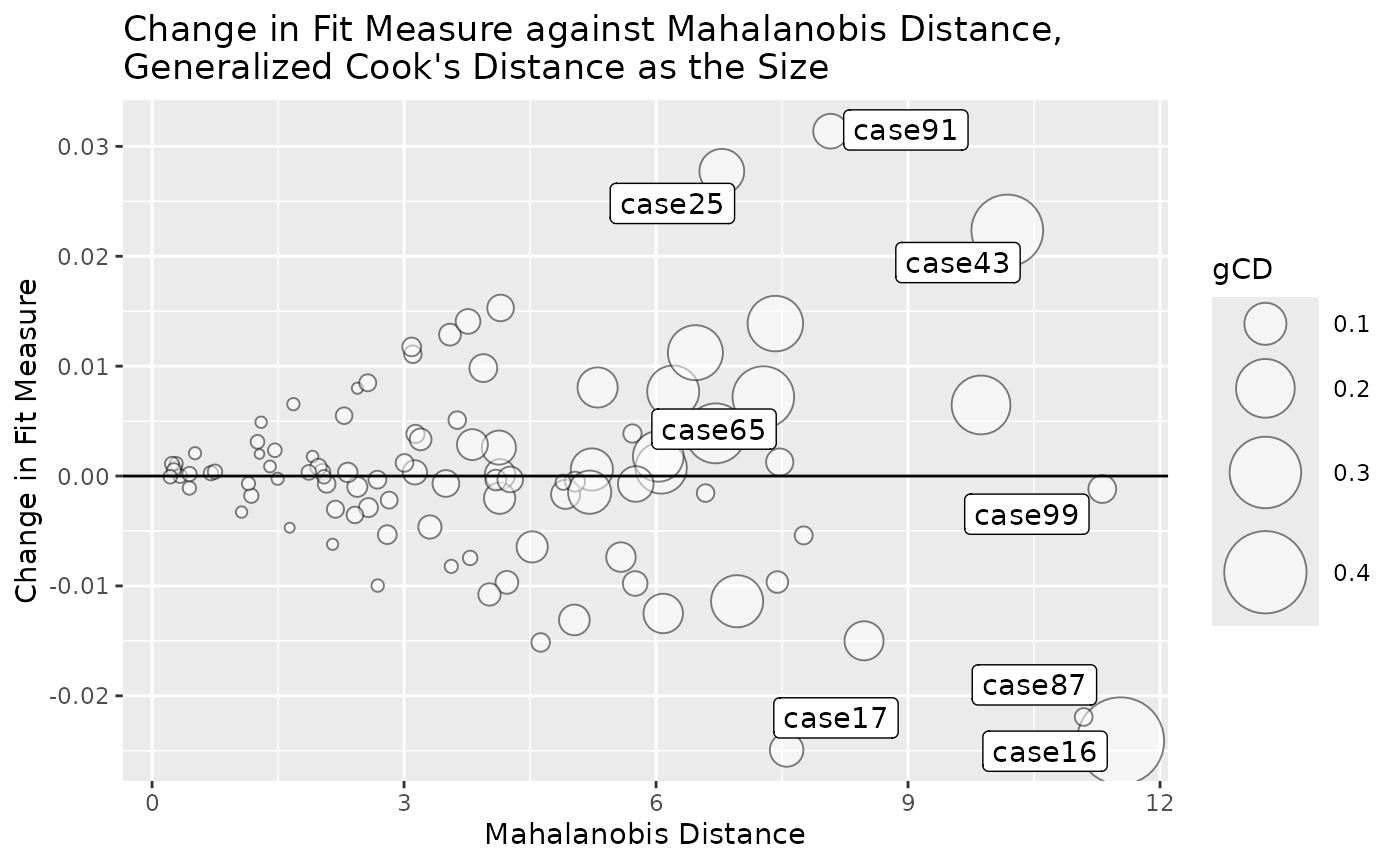 Change in Fit Measure against Mahalanobis Distance,
Generalized Cook's Distance as the Size
Change in Fit Measure
0.03
0.02
0.01
0.00
-0.01
-0.02
case91
case25
case43
case65
case99
case87
case17
case16
0
3
6
9
12
Mahalanobis Distance
gCD
0.1
0.2
0.3
0.4